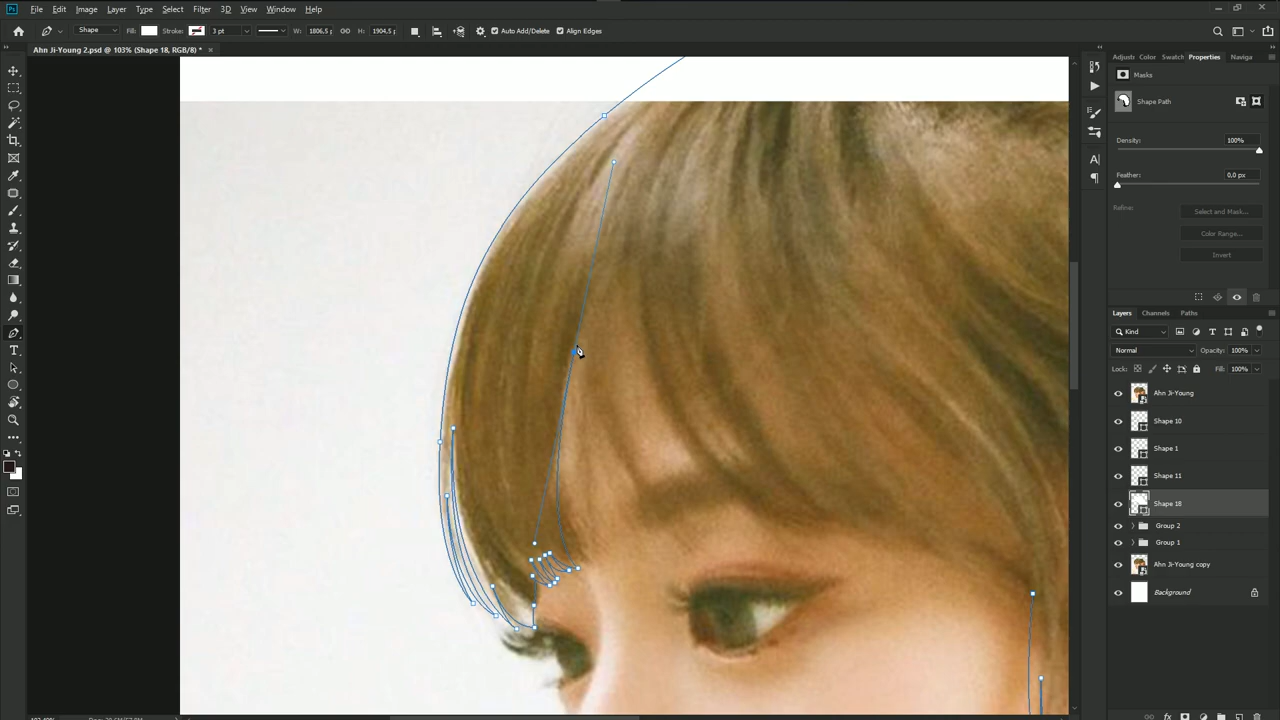 Ps File Edit Image Layer Type Select Filter 3D View Window Help
Shape Fill: Stroke: 3 pt W: 1806,5 H: 1904,5 Auto Add/Delete Align Edges
Ahn Ji-Young 2.psd @ 103% (Shape 18, RGB/8) *
Adjustr Color Swatch Properties Naviga
Masks
Shape Path
Density: 100%
Feather: 0,0 px
Refine: Select and Mask...
Color Range...
Invert
Layers Channels Paths
Kind
Normal Opacity: 100%
Lock: Fill: 100%
Ahn Ji-Young
Shape 10
Shape 1
Shape 11
Shape 18
Group 2
Group 1
Ahn Ji-Young copy
Background
fx